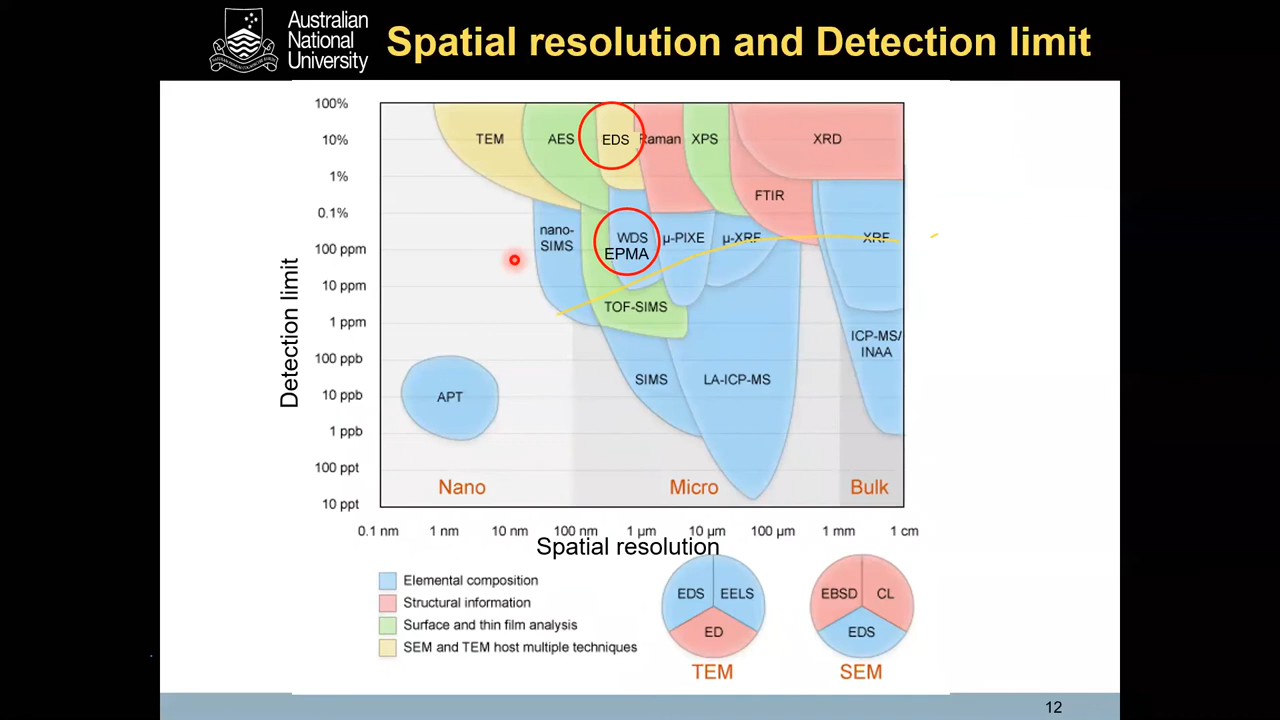 Australian
National
University
Spatial resolution and Detection limit
Detection limit
100%
10%
1%
0.1%
100 ppm
10 ppm
1 ppm
100 ppb
10 ppb
1 ppb
100 ppt
10 ppt
TEM
AES
EDS
Raman
XPS
XRD
FTIR
nano-
SIMS
WDS
EPMA
µ-PIXE
µ-XRF
XRF
TOF-SIMS
ICP-MS/
INAA
APT
SIMS
LA-ICP-MS
Nano
Micro
Bulk
0.1 nm
1 nm
10 nm
100 nm
1 µm
10 µm
100 µm
1 mm
1 cm
Spatial resolution
Elemental composition
Structural information
Surface and thin film analysis
SEM and TEM host multiple techniques
EDS
EELS
ED
TEM
EBSD
CL
EDS
SEM
12